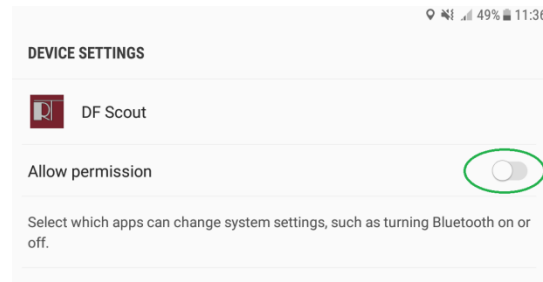 49% 11:36
DEVICE SETTINGS
DF Scout
Allow permission
Select which apps can change system settings, such as turning Bluetooth on or
off.